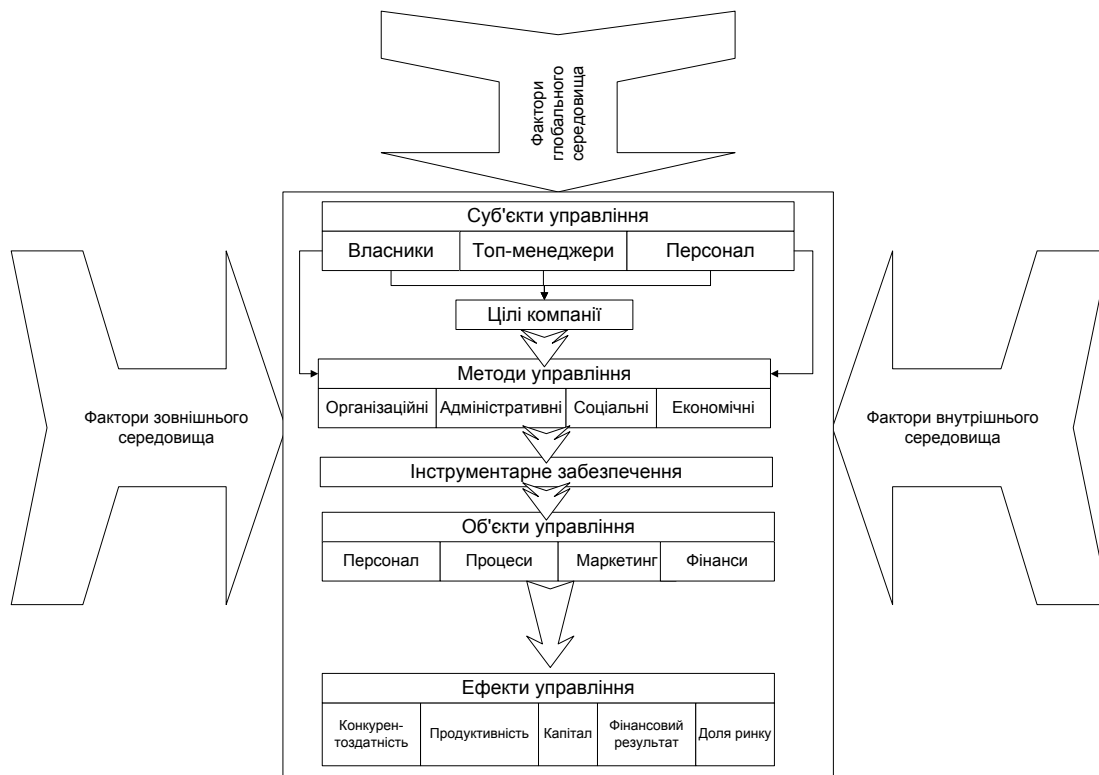 Фактори
глобального
середовища
Суб'єкти управління
Власники
Топ-менеджери
Персонал
Цілі компанії
Методи управління
Організаційні
Адміністративні
Соціальні
Економічні
Фактори зовнішнього
середовища
Фактори внутрішнього
середовища
Інструментарне забезпечення
Об'єкти управління
Персонал
Процеси
Маркетинг
Фінанси
Ефекти управління
Конкурен-
тоздатність
Продуктивність
Капітал
Фінансовий
результат
Доля ринку